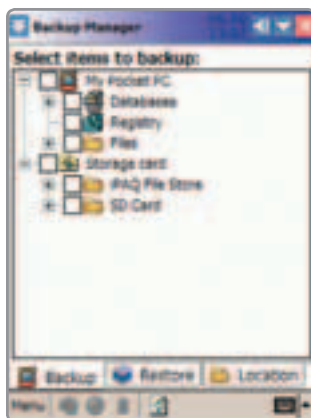 Backup Manager
Select items to backup:
My Pocket PC
Databases
Registry
Files
Storage card
iPAQ File Store
SD Card
Backup Restore Location
Menu